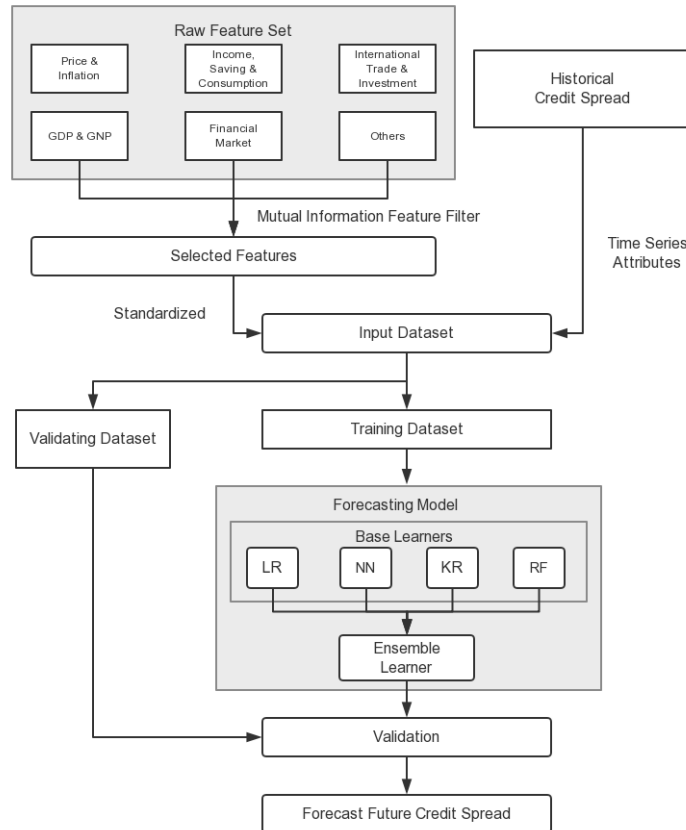 Raw Feature Set
Price &
Inflation
Income,
Saving &
Consumption
International
Trade &
Investment
Historical
Credit Spread
GDP & GNP
Financial
Market
Others
Mutual Information Feature Filter
Selected Features
Time Series
Attributes
Standardized
Input Dataset
Validating Dataset
Training Dataset
Forecasting Model
Base Learners
LR
NN
KR
RF
Ensemble
Learner
Validation
Forecast Future Credit Spread